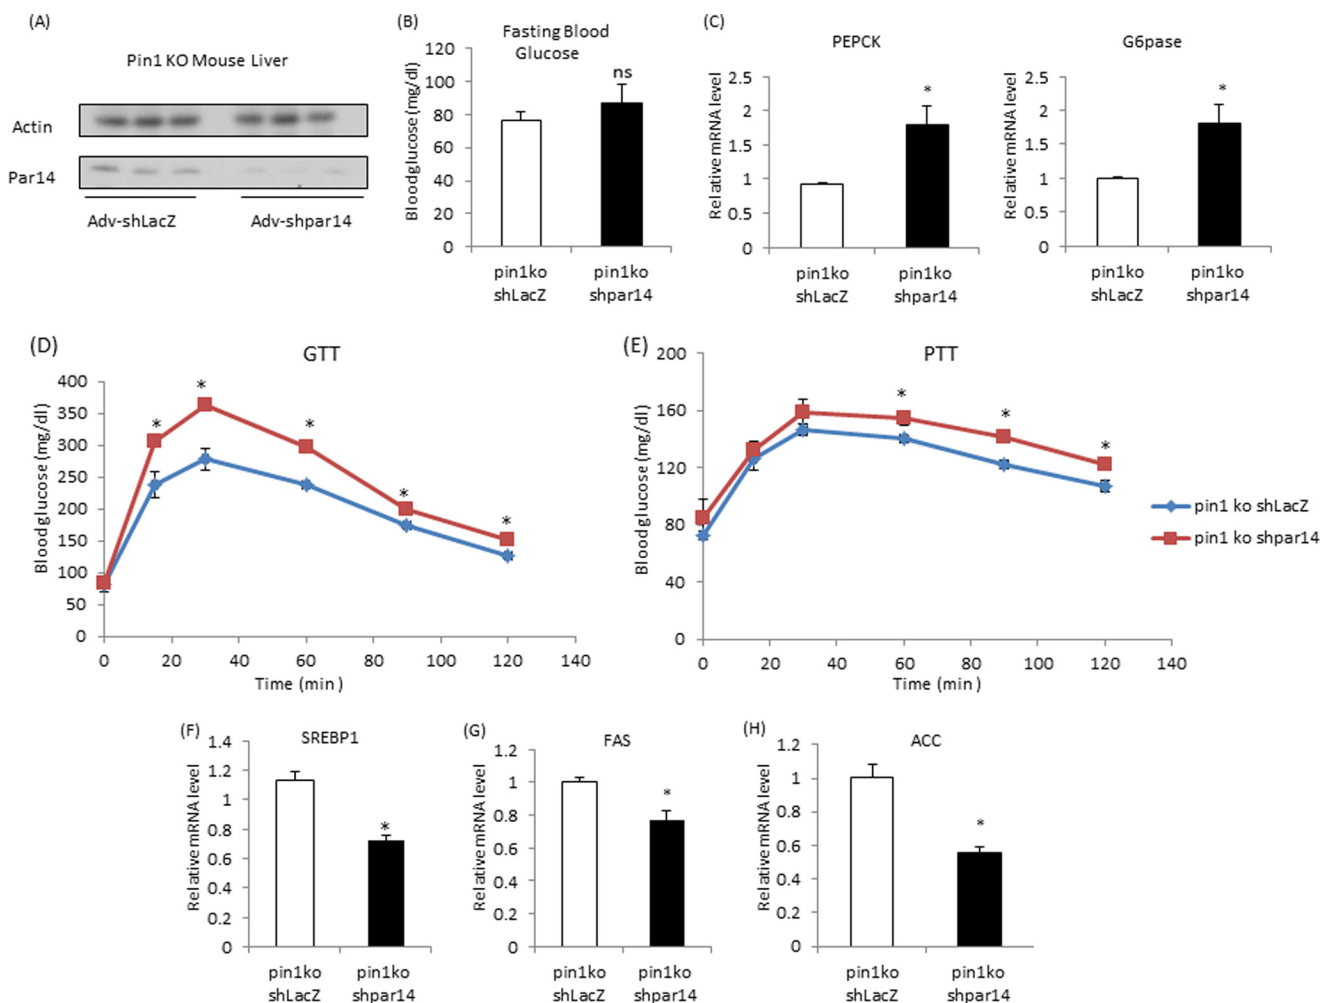 (A)
Pin1 KO Mouse Liver
Actin
Par14
Adv-shLacZ
Adv-shpar14
(B)
Fasting Blood
Glucose
Bloodglucose (mg/dl)
120
100
80
60
40
20
0
ns
pin1ko
shLacZ
pin1ko
shpar14
(C)
PEPCK
Relative mRNA level
2.5
2
1.5
1
0.5
0
*
pin1ko
shLacZ
pin1ko
shpar14
G6pase
Relative mRNA level
2.5
2
1.5
1
0.5
0
*
pin1ko
shLacZ
pin1ko
shpar14
(D)
GTT
Bloodglucose (mg/dl)
400
350
300
250
200
150
100
50
0
* * * * *
0 20 40 60 80 100 120 140
Time (min )
(E)
PTT
Bloodglucose (mg/dl)
200
160
120
80
40
0
* * *
0 20 40 60 80 100 120 140
Time (min )
pin1 ko shLacZ
pin1 ko shpar14
(F)
SREBP1
Relative mRNA level
1.4
1.2
1
0.8
0.6
0.4
0.2
0
*
pin1ko
shLacZ
pin1ko
shpar14
(G)
FAS
Relative mRNA level
1.2
1
0.8
0.6
0.4
0.2
0
*
pin1ko
shLacZ
pin1ko
shpar14
(H)
ACC
Relative mRNA level
1.2
1
0.8
0.6
0.4
0.2
0
*
pin1ko
shLacZ
pin1ko
shpar14